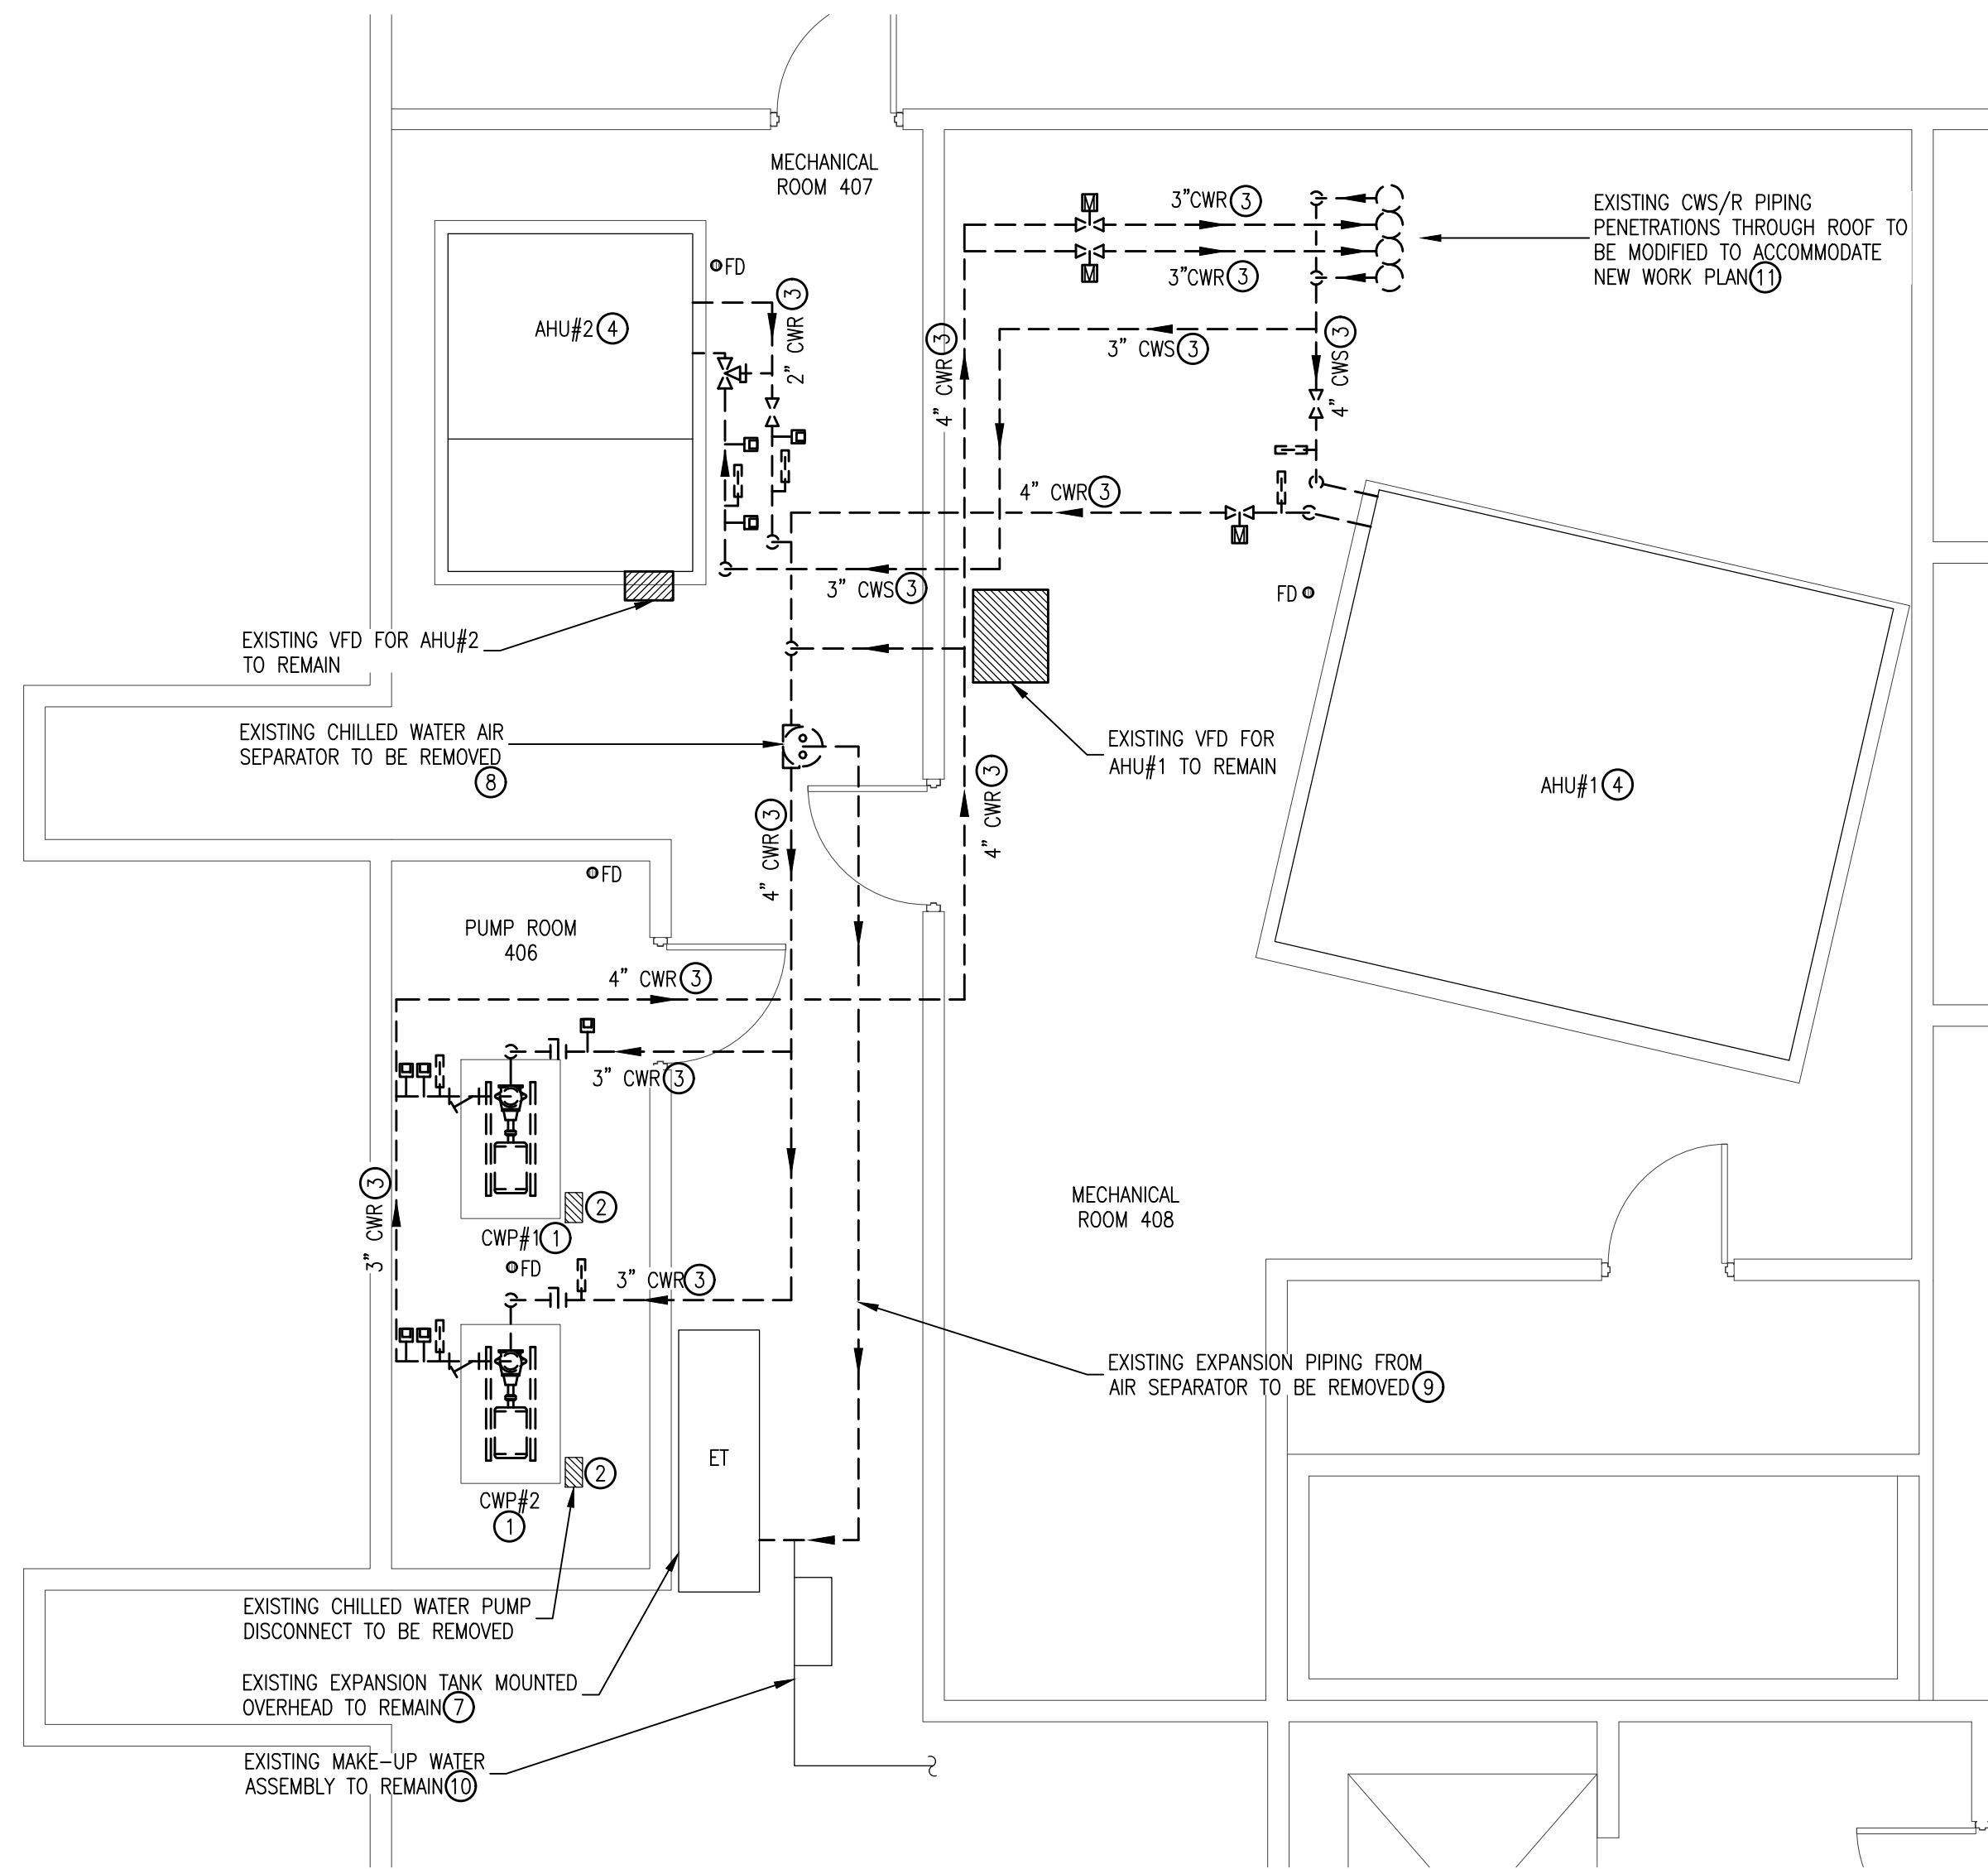 MECHANICAL
ROOM 407
3"CWR 3
3"CWR 3
EXISTING CWS/R PIPING
PENETRATIONS THROUGH ROOF TO
BE MODIFIED TO ACCOMMODATE
NEW WORK PLAN 11
FD
AHU#2 4
2" CWR 3
4" CWR 3
3" CWS 3
4" CWS 3
4" CWR 3
3" CWS 3
FD
EXISTING VFD FOR AHU#2
TO REMAIN
EXISTING CHILLED WATER AIR
SEPARATOR TO BE REMOVED
8
EXISTING VFD FOR
AHU#1 TO REMAIN
AHU#1 4
4" CWR 3
4" CWR 3
FD
PUMP ROOM
406
4" CWR 3
3" CWR 3
3" CWR 3
2
CWP#1 1
FD
3" CWR 3
MECHANICAL
ROOM 408
EXISTING EXPANSION PIPING FROM
AIR SEPARATOR TO BE REMOVED 9
ET
2
CWP#2
1
EXISTING CHILLED WATER PUMP
DISCONNECT TO BE REMOVED
EXISTING EXPANSION TANK MOUNTED
OVERHEAD TO REMAIN 7
EXISTING MAKE-UP WATER
ASSEMBLY TO REMAIN 10
M
M
M